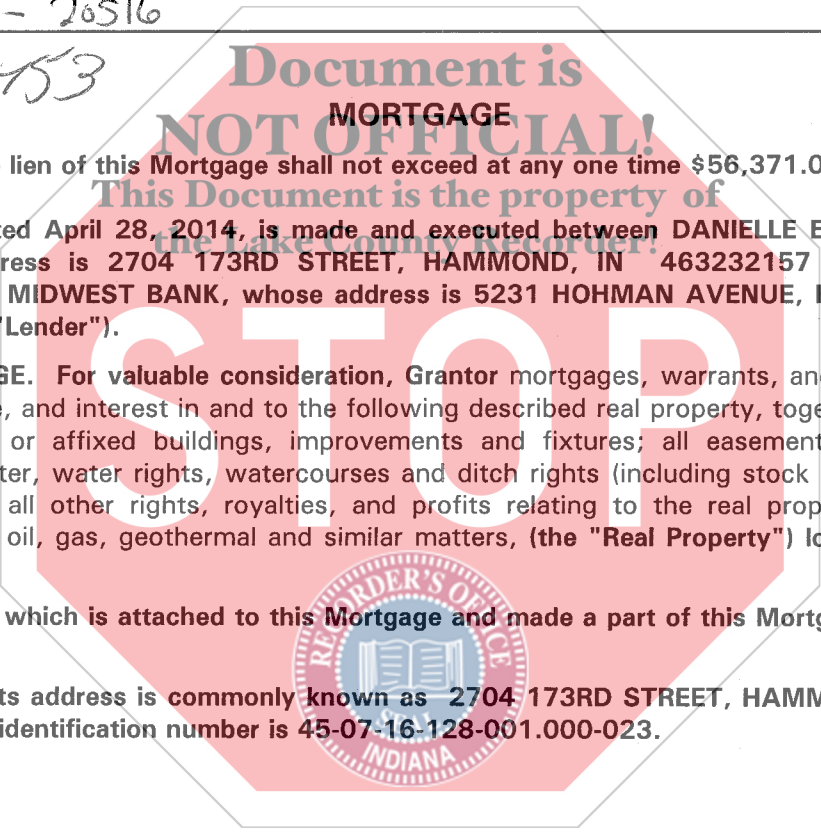 - 20516
453
Document is
NOT OFFICIAL!
This Document is the property of
the Lake County Recorder!
MORTGAGE
lien of this Mortgage shall not exceed at any one time $56,371.0
ted April 28, 2014, is made and executed between DANIELLE E
ress is 2704 173RD STREET, HAMMOND, IN 463232157
MIDWEST BANK, whose address is 5231 HOHMAN AVENUE,
"Lender").
GE. For valuable consideration, Grantor mortgages, warrants, an
e, and interest in and to the following described real property, toge
or affixed buildings, improvements and fixtures; all easement
ter, water rights, watercourses and ditch rights (including stock
all other rights, royalties, and profits relating to the real prop
oil, gas, geothermal and similar matters, (the "Real Property") lo
which is attached to this Mortgage and made a part of this Mortg
ts address is commonly known as 2704 173RD STREET, HAMM
identification number is 45-07-16-128-001.000-023.
STOP
RECORDER'S OFFICE
SEAL
INDIANA